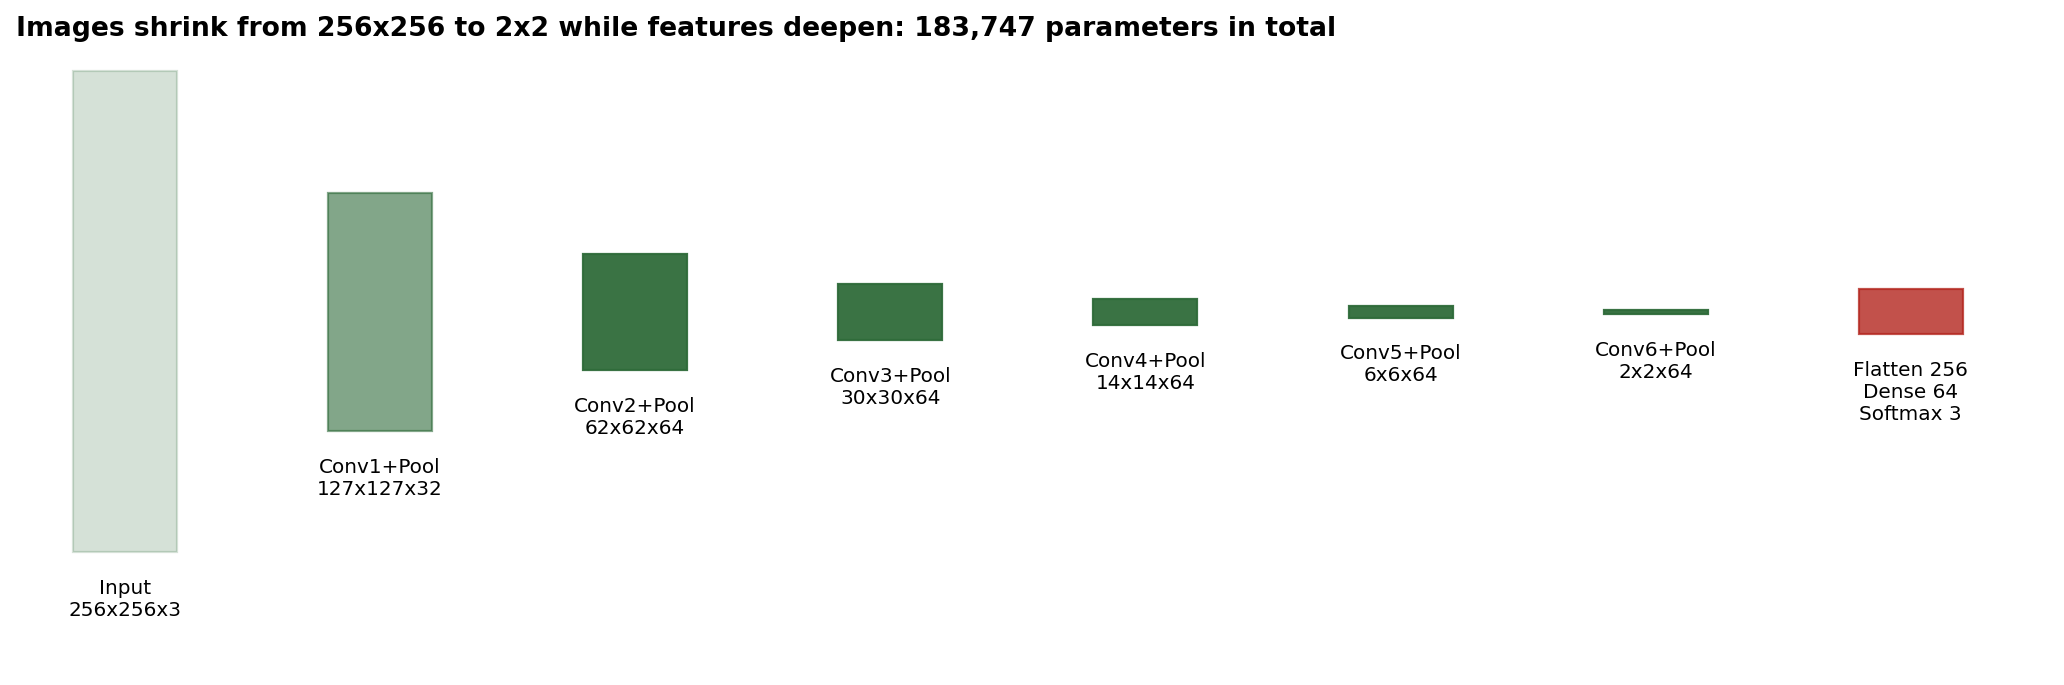 Images shrink from 256x256 to 2x2 while features deepen: 183,747 parameters in total
Input
256x256x3
Conv1+Pool
127x127x32
Conv2+Pool
62x62x64
Conv3+Pool
30x30x64
Conv4+Pool
14x14x64
Conv5+Pool
6x6x64
Conv6+Pool
2x2x64
Flatten 256
Dense 64
Softmax 3